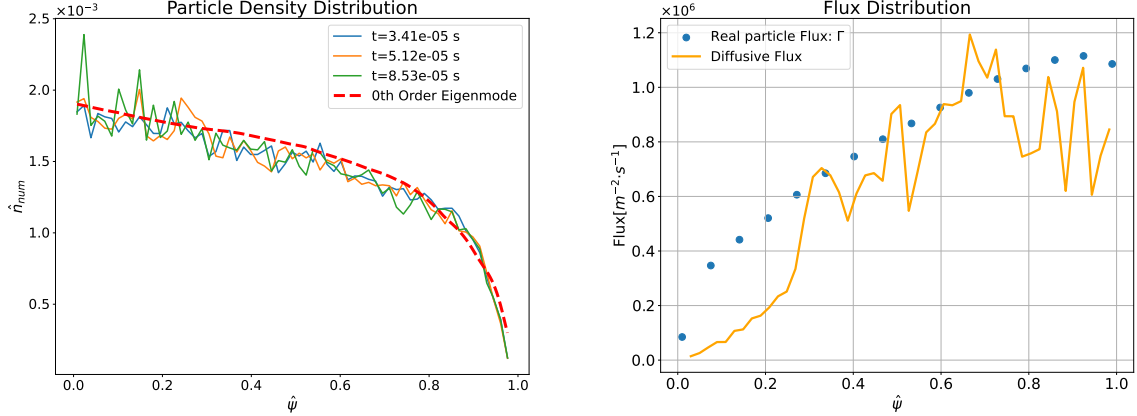 Particle Density Distribution
×10⁻³
2.5
2.0
1.5
1.0
0.5
n̂num
0.0 0.2 0.4 0.6 0.8 1.0
ψ̂
t=3.41e-05 s
t=5.12e-05 s
t=8.53e-05 s
0th Order Eigenmode
Flux Distribution
×10⁶
1.2
1.0
0.8
0.6
0.4
0.2
0.0
Flux[m⁻²·s⁻¹]
0.0 0.2 0.4 0.6 0.8 1.0
ψ̂
Real particle Flux: Γ
Diffusive Flux